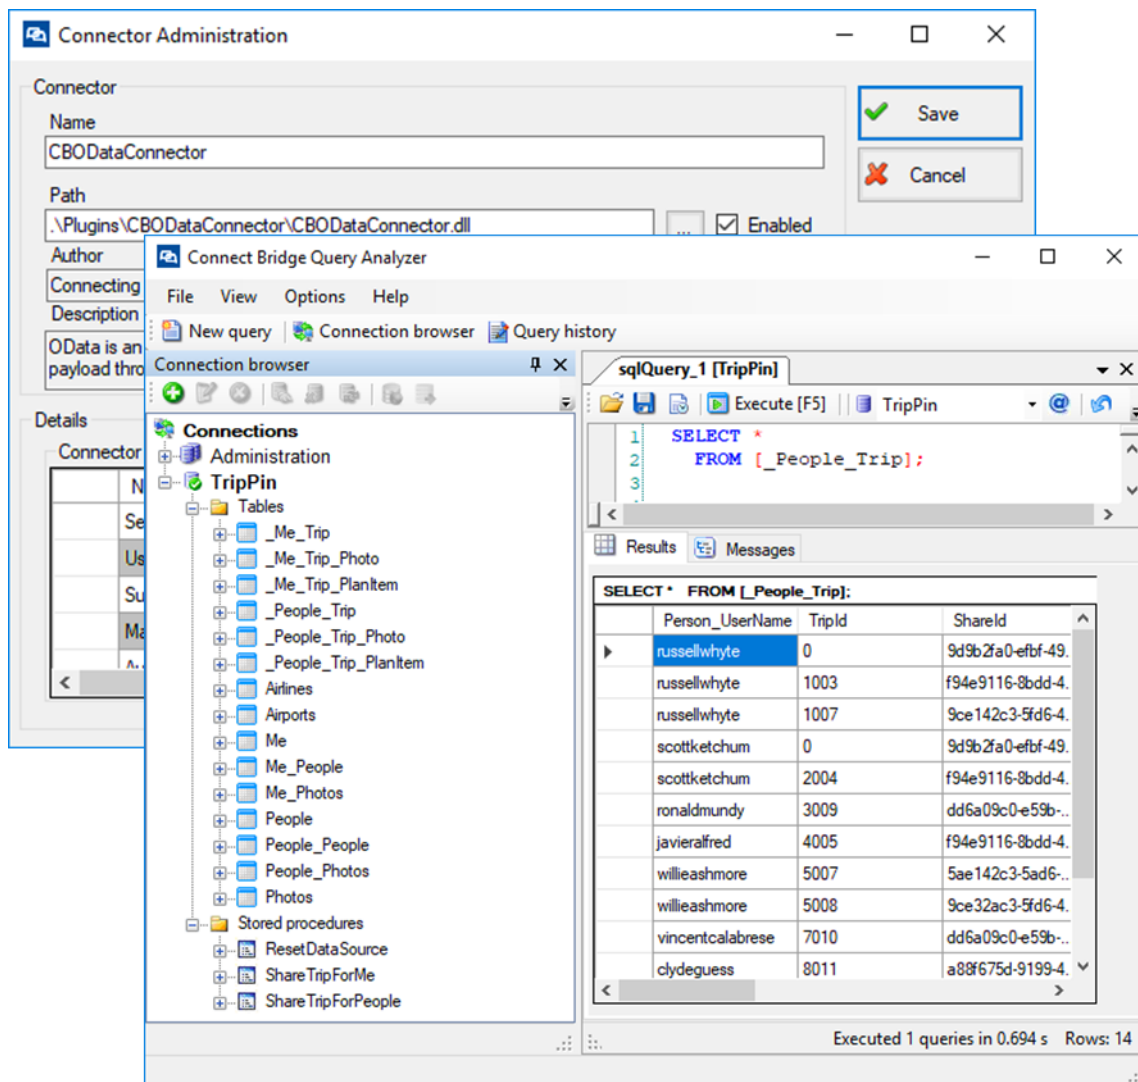 Connector Administration
Connector
Name
CBODataConnector
Save
Cancel
Path
.\Plugins\CBODataConnector\CBODataConnector.dll
...
Enabled
Author
Connecting
Description
OData is an
payload thro
Details
Connector
N
Se
Us
Su
Ma
Connect Bridge Query Analyzer
File View Options Help
New query Connection browser Query history
Connection browser
Connections
Administration
TripPin
Tables
_Me_Trip
_Me_Trip_Photo
_Me_Trip_PlanItem
_People_Trip
_People_Trip_Photo
_People_Trip_PlanItem
Airlines
Airports
Me
Me_People
Me_Photos
People
People_People
People_Photos
Photos
Stored procedures
ResetDataSource
ShareTripForMe
ShareTripForPeople
sqlQuery_1 [TripPin]
Execute [F5] TripPin @
1 SELECT *
2 FROM [_People_Trip];
3
Results Messages
SELECT * FROM [_People_Trip];
Person_UserName TripId ShareId
russellwhyte 0 9d9b2fa0-efbf-49..
russellwhyte 1003 f94e9116-8bdd-4..
russellwhyte 1007 9ce142c3-5fd6-4..
scottketchum 0 9d9b2fa0-efbf-49..
scottketchum 2004 f94e9116-8bdd-4..
ronaldmundy 3009 dd6a09c0-e59b-..
javieralfred 4005 f94e9116-8bdd-4..
willieashmore 5007 5ae142c3-5ad6-..
willieashmore 5008 9ce32ac3-5fd6-4..
vincentcalabrese 7010 dd6a09c0-e59b-..
clydeguess 8011 a88f675d-9199-4..
Executed 1 queries in 0.694 s Rows: 14